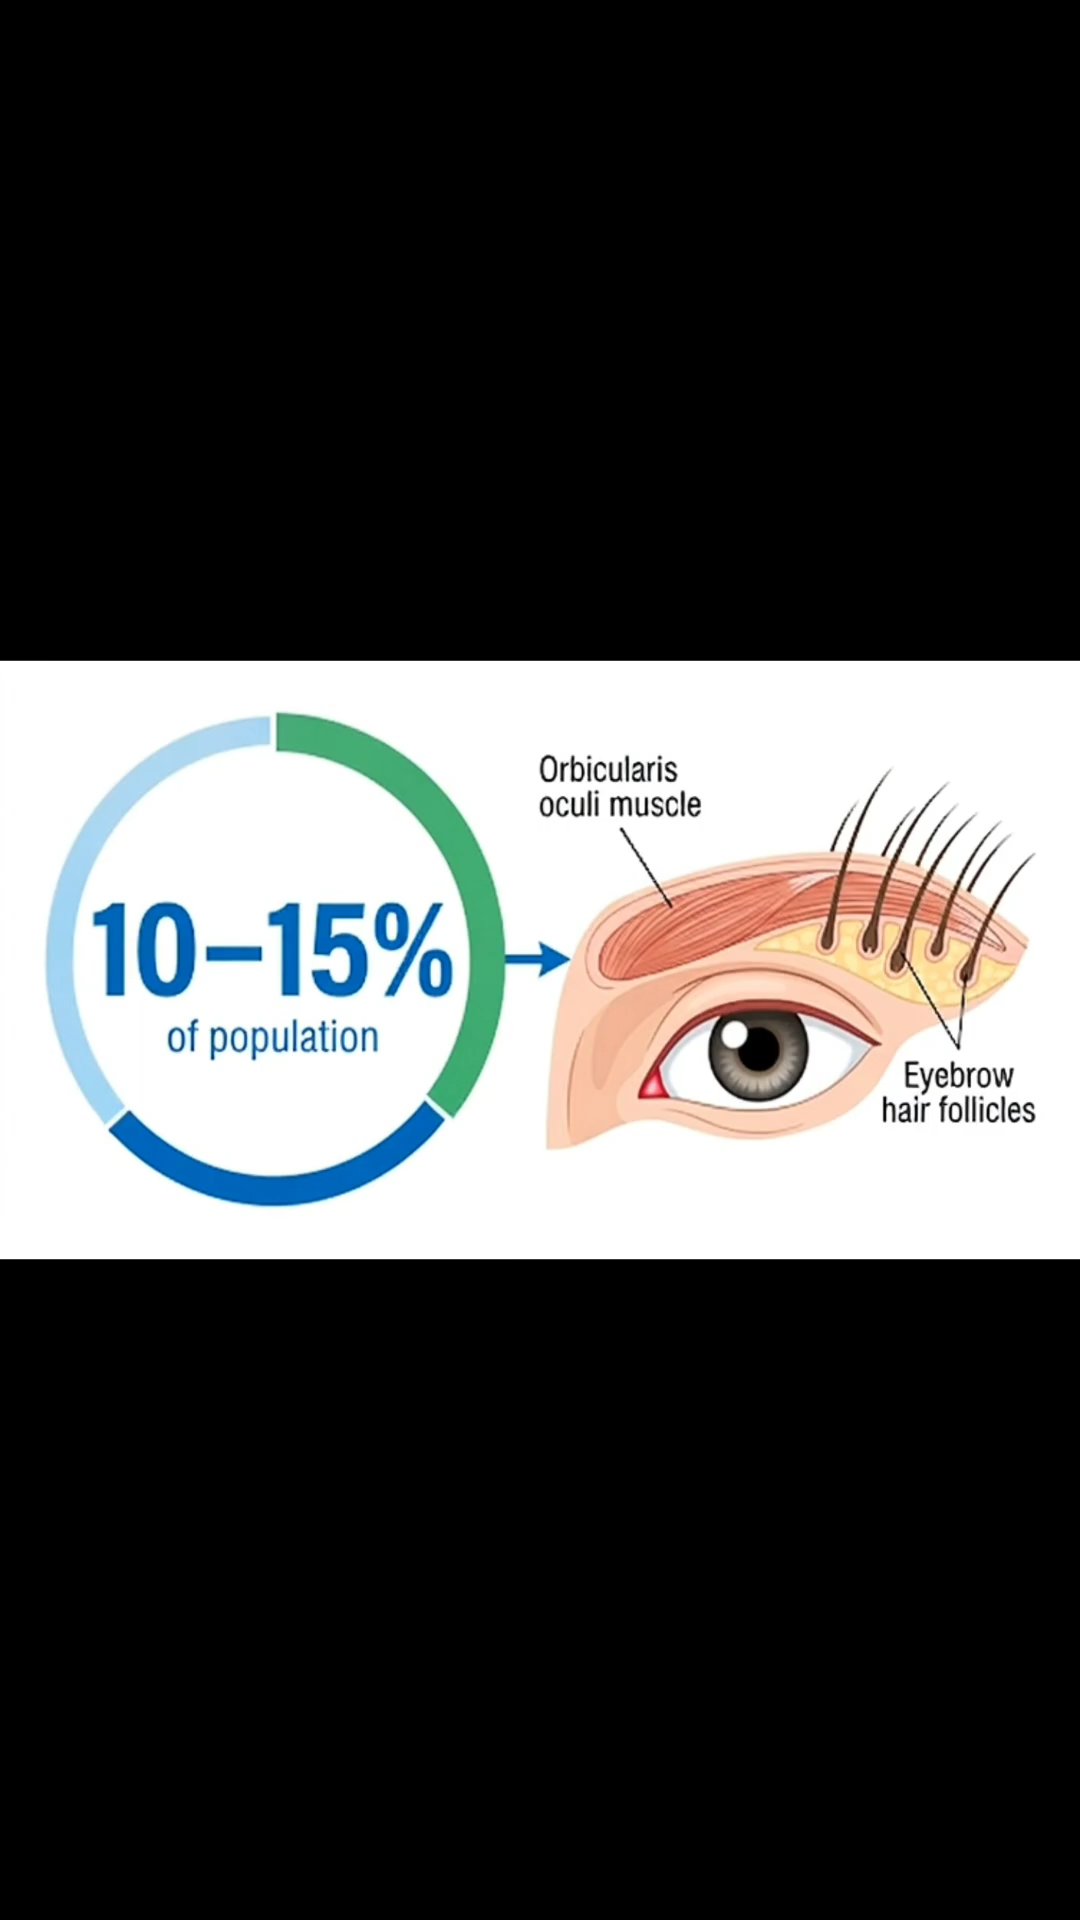 10–15%
of population
Orbicularis
oculi muscle
Eyebrow
hair follicles